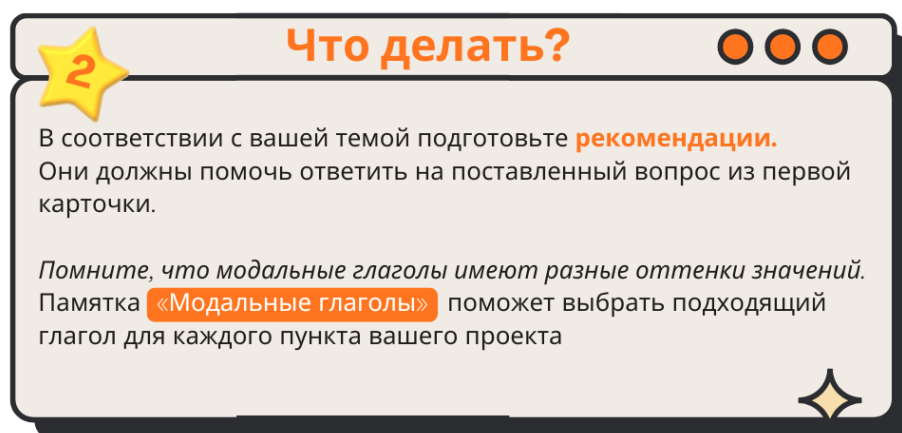 Что делать?
2
В соответствии с вашей темой подготовьте рекомендации.
Они должны помочь ответить на поставленный вопрос из первой
карточки.
Помните, что модальные глаголы имеют разные оттенки значений.
Памятка «Модальные глаголы» поможет выбрать подходящий
глагол для каждого пункта вашего проекта